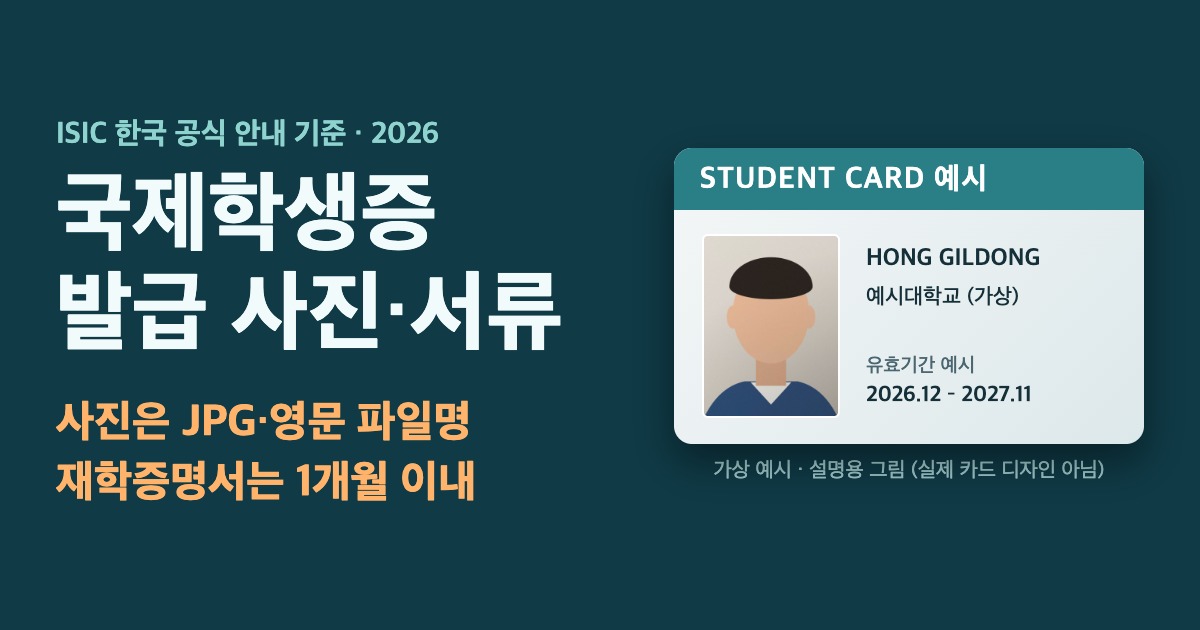 ISIC 한국 공식 안내 기준 · 2026
국제학생증
발급 사진·서류
사진은 JPG·영문 파일명
재학증명서는 1개월 이내
STUDENT CARD 예시
HONG GILDONG
예시대학교 (가상)
유효기간 예시
2026.12 - 2027.11
가상 예시 · 설명용 그림 (실제 카드 디자인 아님)